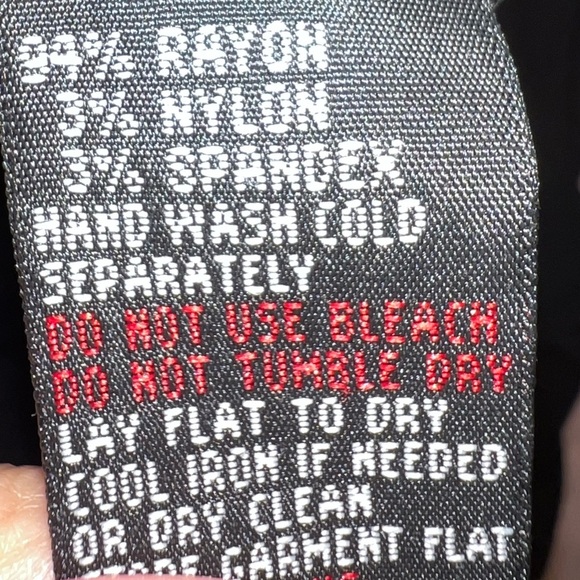 94% RAYON
3% NYLON
3% SPANDEX
HAND WASH COLD
SEPARATELY
DO NOT USE BLEACH
DO NOT TUMBLE DRY
LAY FLAT TO DRY
COOL IRON IF NEEDED
OR DRY CLEAN
STORE GARMENT FLAT